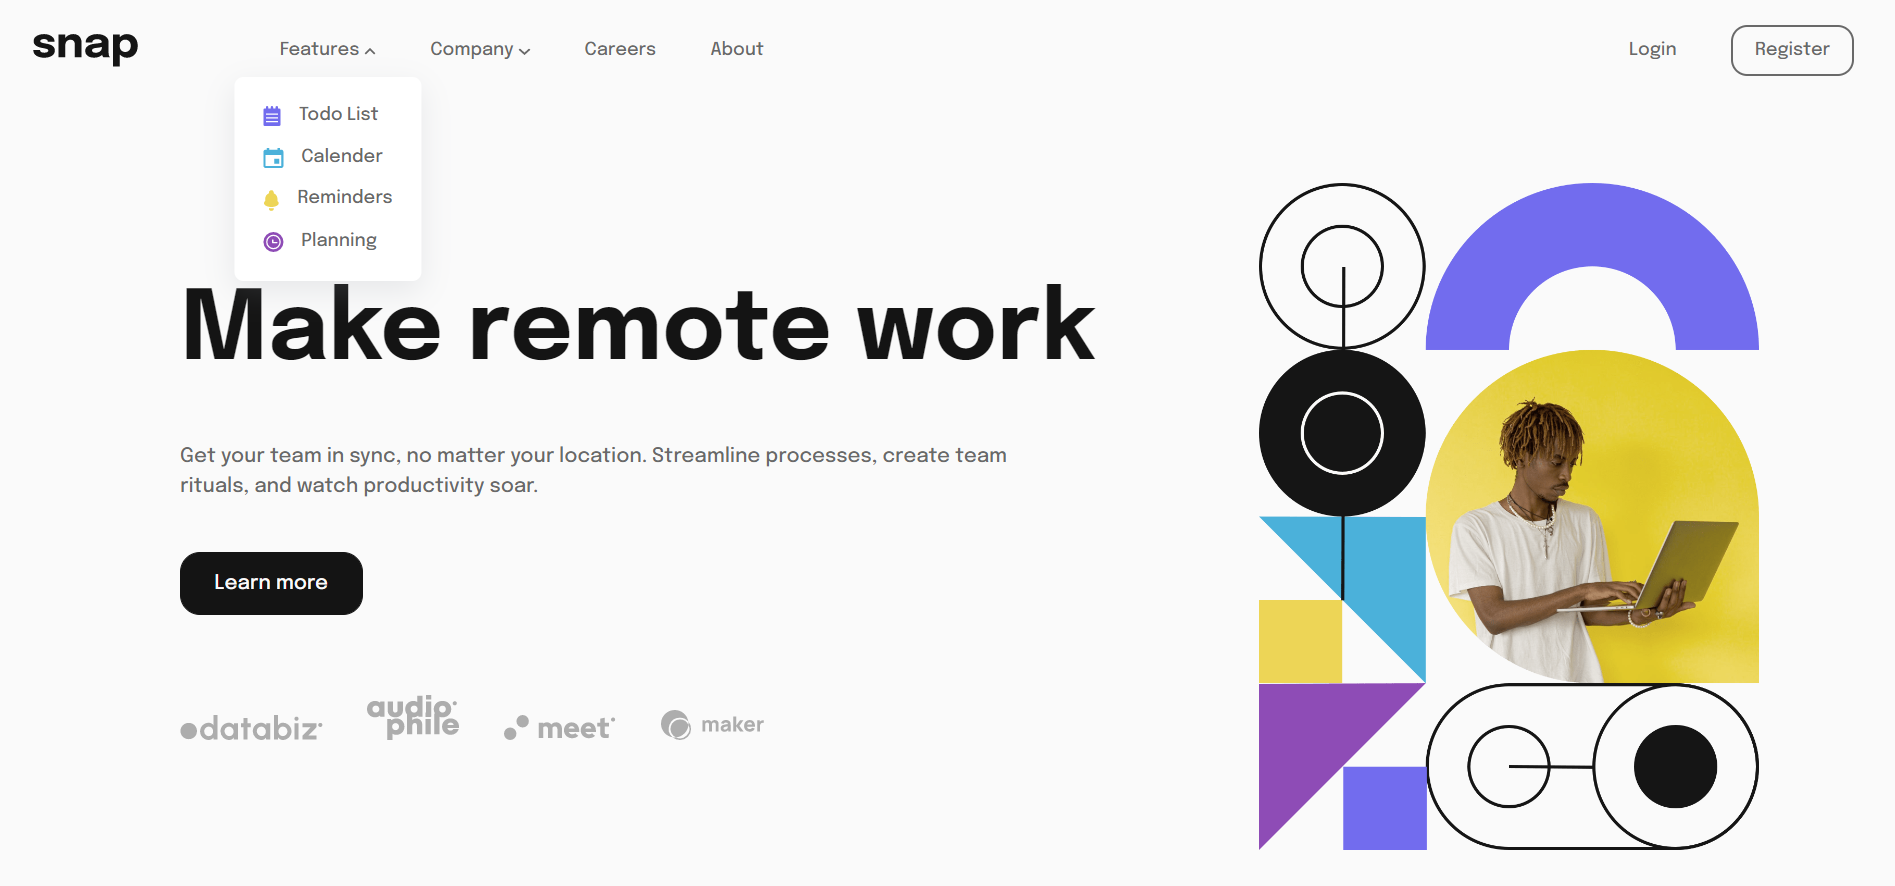 snap
Features
Company
Careers
About
Login
Register
Todo List
Calender
Reminders
Planning
Make remote work
Get your team in sync, no matter your location. Streamline processes, create team
rituals, and watch productivity soar.
Learn more
databiz
audio
phile
meet
maker